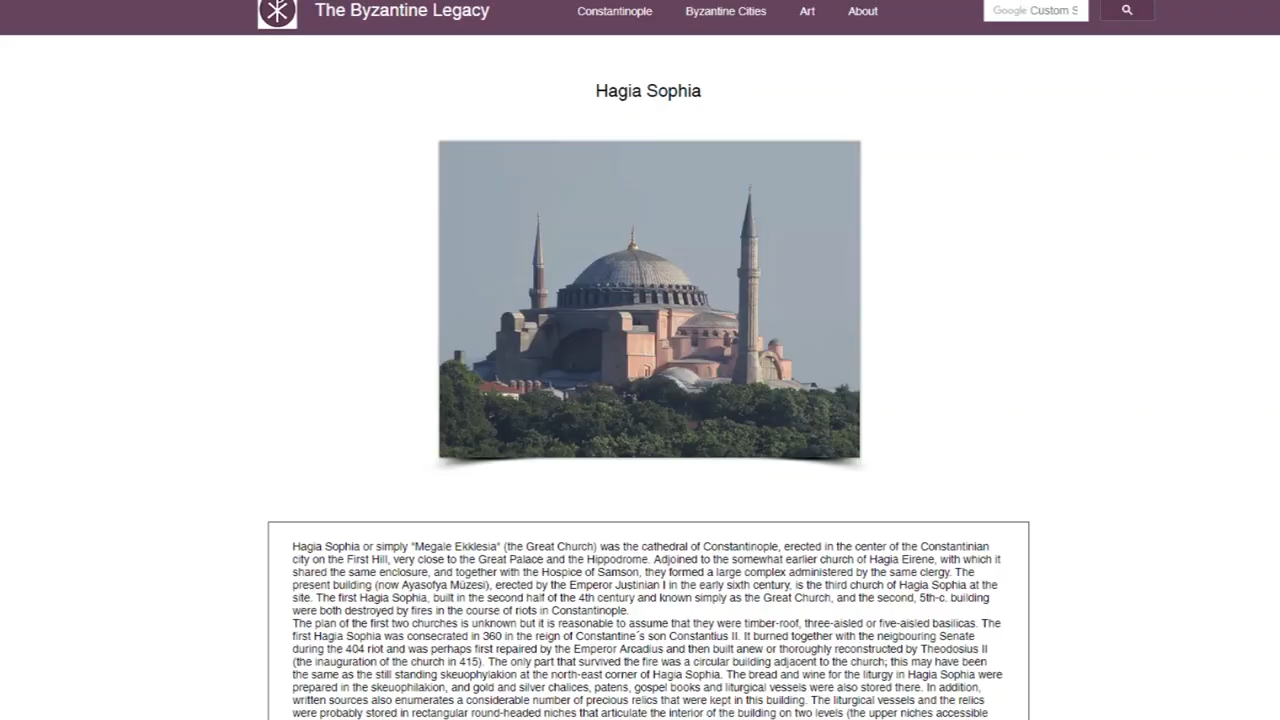 The Byzantine Legacy
Constantinople
Byzantine Cities
Art
About
Google Custom S
Hagia Sophia
Hagia Sophia or simply "Megale Ekklesia" (the Great Church) was the cathedral of Constantinople, erected in the center of the Constantinian
city on the First Hill, very close to the Great Palace and the Hippodrome. Adjoined to the somewhat earlier church of Hagia Eirene, with which it
shared the same enclosure, and together with the Hospice of Samson, they formed a large complex administered by the same clergy. The
present building (now Ayasofya Müzesi), erected by the Emperor Justinian I in the early sixth century, is the third church of Hagia Sophia at the
site. The first Hagia Sophia, built in the second half of the 4th century and known simply as the Great Church, and the second, 5th-c. building
were both destroyed by fires in the course of riots in Constantinople.
The plan of the first two churches is unknown but it is reasonable to assume that they were timber-roof, three-aisled or five-aisled basilicas. The
first Hagia Sophia was consecrated in 360 in the reign of Constantine´s son Constantius II. It burned together with the neigbouring Senate
during the 404 riot and was perhaps first repaired by the Emperor Arcadius and then built anew or thoroughly reconstructed by Theodosius II
(the inauguration of the church in 415). The only part that survived the fire was a circular building adjacent to the church; this may have been
the same as the still standing skeuophylakion at the north-east corner of Hagia Sophia. The bread and wine for the liturgy in Hagia Sophia were
prepared in the skeuophilakion, and gold and silver chalices, patens, gospel books and liturgical vessels were also stored there. In addition,
written sources also enumerates a considerable number of precious relics that were kept in this building. The liturgical vessels and the relics
were probably stored in rectangular round-headed niches that articulate the interior of the building on two levels (the upper niches accessible